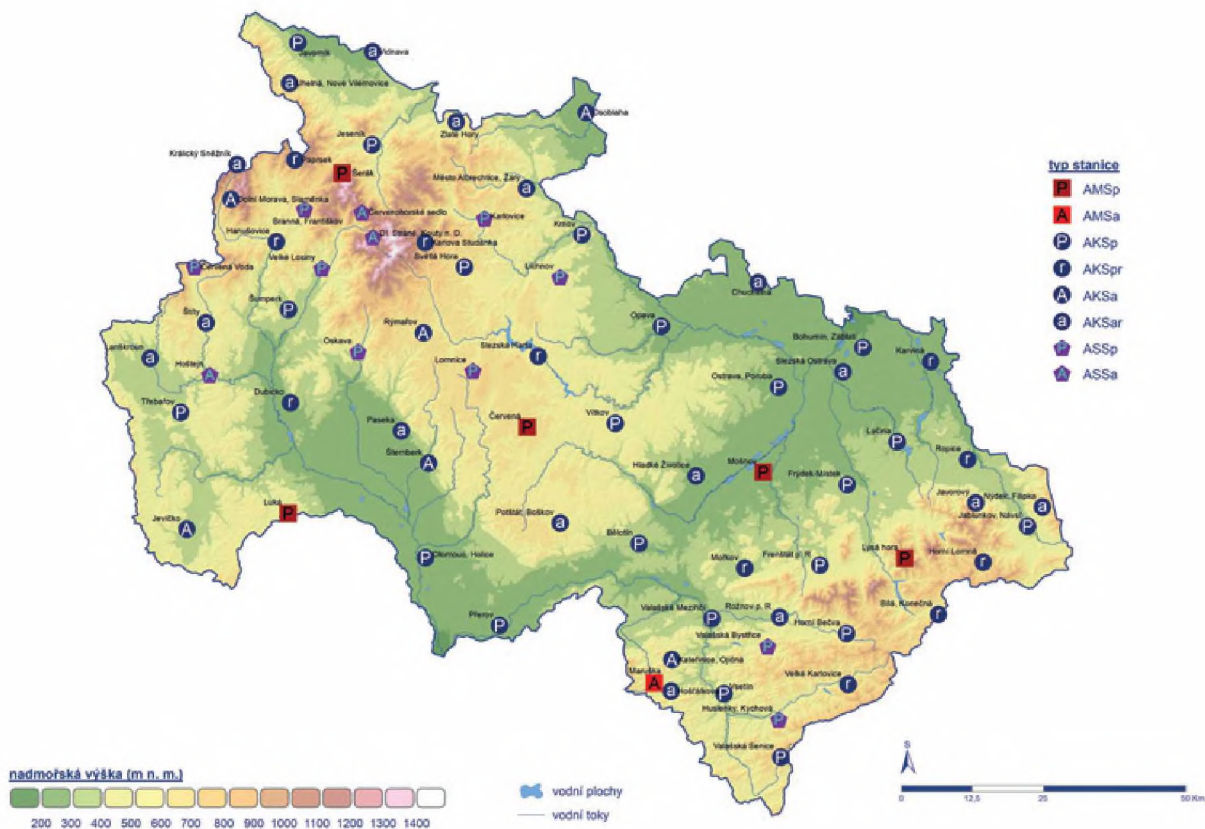 P Javorník
a Vidnava
a Uhelná, Nové Vilémovice
a Zlaté Hory
A Osoblaha
Jeseník P
Králický Sněžník a
r Paprsek
P Šerák
Město Albrechtice, Žáry a
A Dolní Morava, Slaměnka
P Branná, Františkov
A Červenohorské sedlo
P Karlovice
Krnov P
Hanušovice r
A Dl. Stráně, Kouty n. D.
r Karlova Studánka
Světlá Hora P
P Červená Voda
Velké Losiny P
Lichnov P
Chuchelná a
Šumperk P
Štíty a
Rýmařov A
Opava P
Bohumín, Záblatí P
Lanškroun a
Oskava P
Slezská Harta r
Slezská Ostrava a
Karviná r
Hoštejn A
Lomnice P
Ostrava, Poruba P
Třebařov P
Dubicko r
Paseka a
Červená P
Vítkov P
Lučina P
Šternberk A
Ropice r
Hladké Životice a
Mošnov P
Frýdek-Místek P
Javorový a
Nýdek, Filipka a
Luká P
Jablunkov, Návsí P
Jevíčko A
Potštát, Boškov a
Bělotín P
Olomouc, Holice P
Mořkov r
Frenštát p. R. P
Lysá hora P
Horní Lomná r
Přerov P
Valašské Meziříčí P
Rožnov p. R. a
Bílá, Konečná r
Horní Bečva P
Valašská Bystřice P
A Kateřinice, Ojičná
Maruška A
a Hošťálková
Vsetín P
Velké Karlovice r
Huslenky, Kychová P
Valašská Senice P
typ stanice
P AMSp
A AMSa
P AKSp
r AKSpr
A AKSa
a AKSar
P ASSp
A ASSa
nadmořská výška (m n. m.)
200 300 400 500 600 700 800 900 1000 1100 1200 1300 1400
vodní plochy
vodní toky
S
0 12,5 25 50 Km